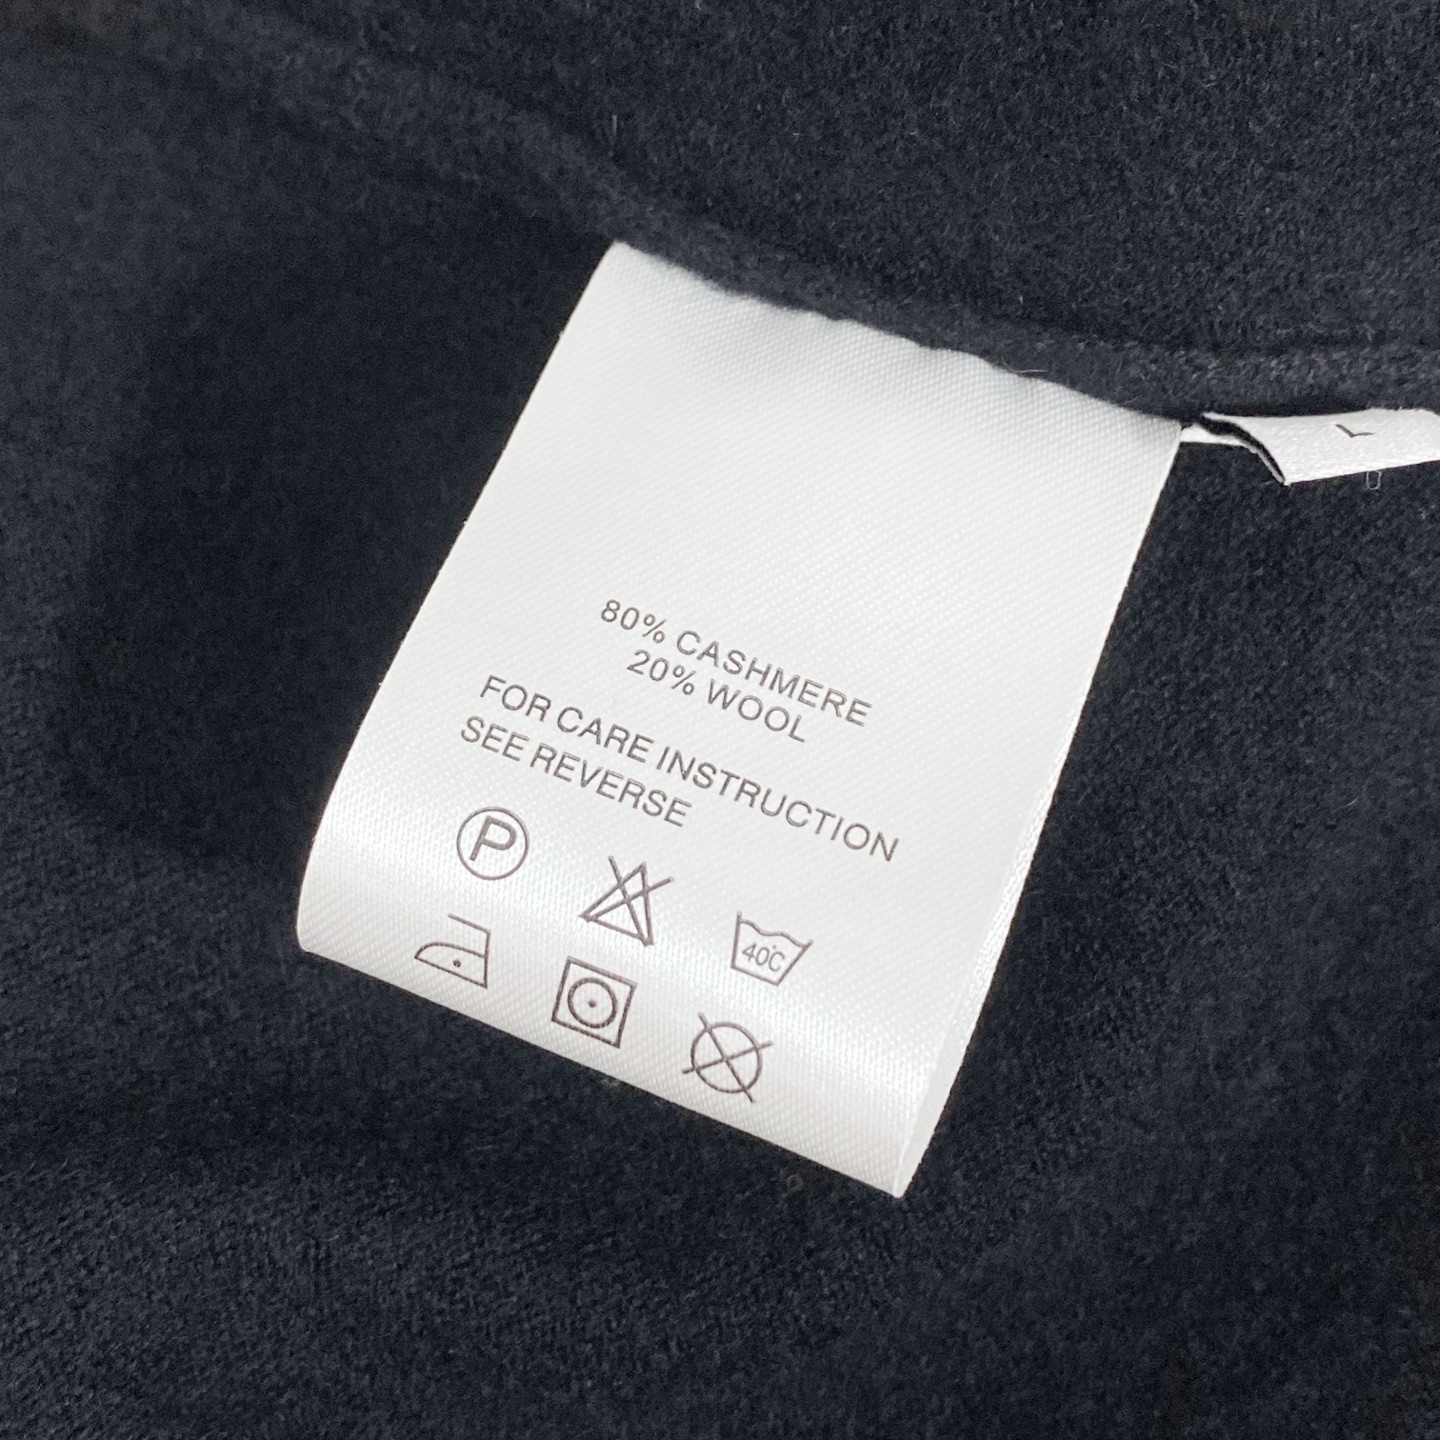 80% CASHMERE
20% WOOL
FOR CARE INSTRUCTION
SEE REVERSE
P
40°C
L